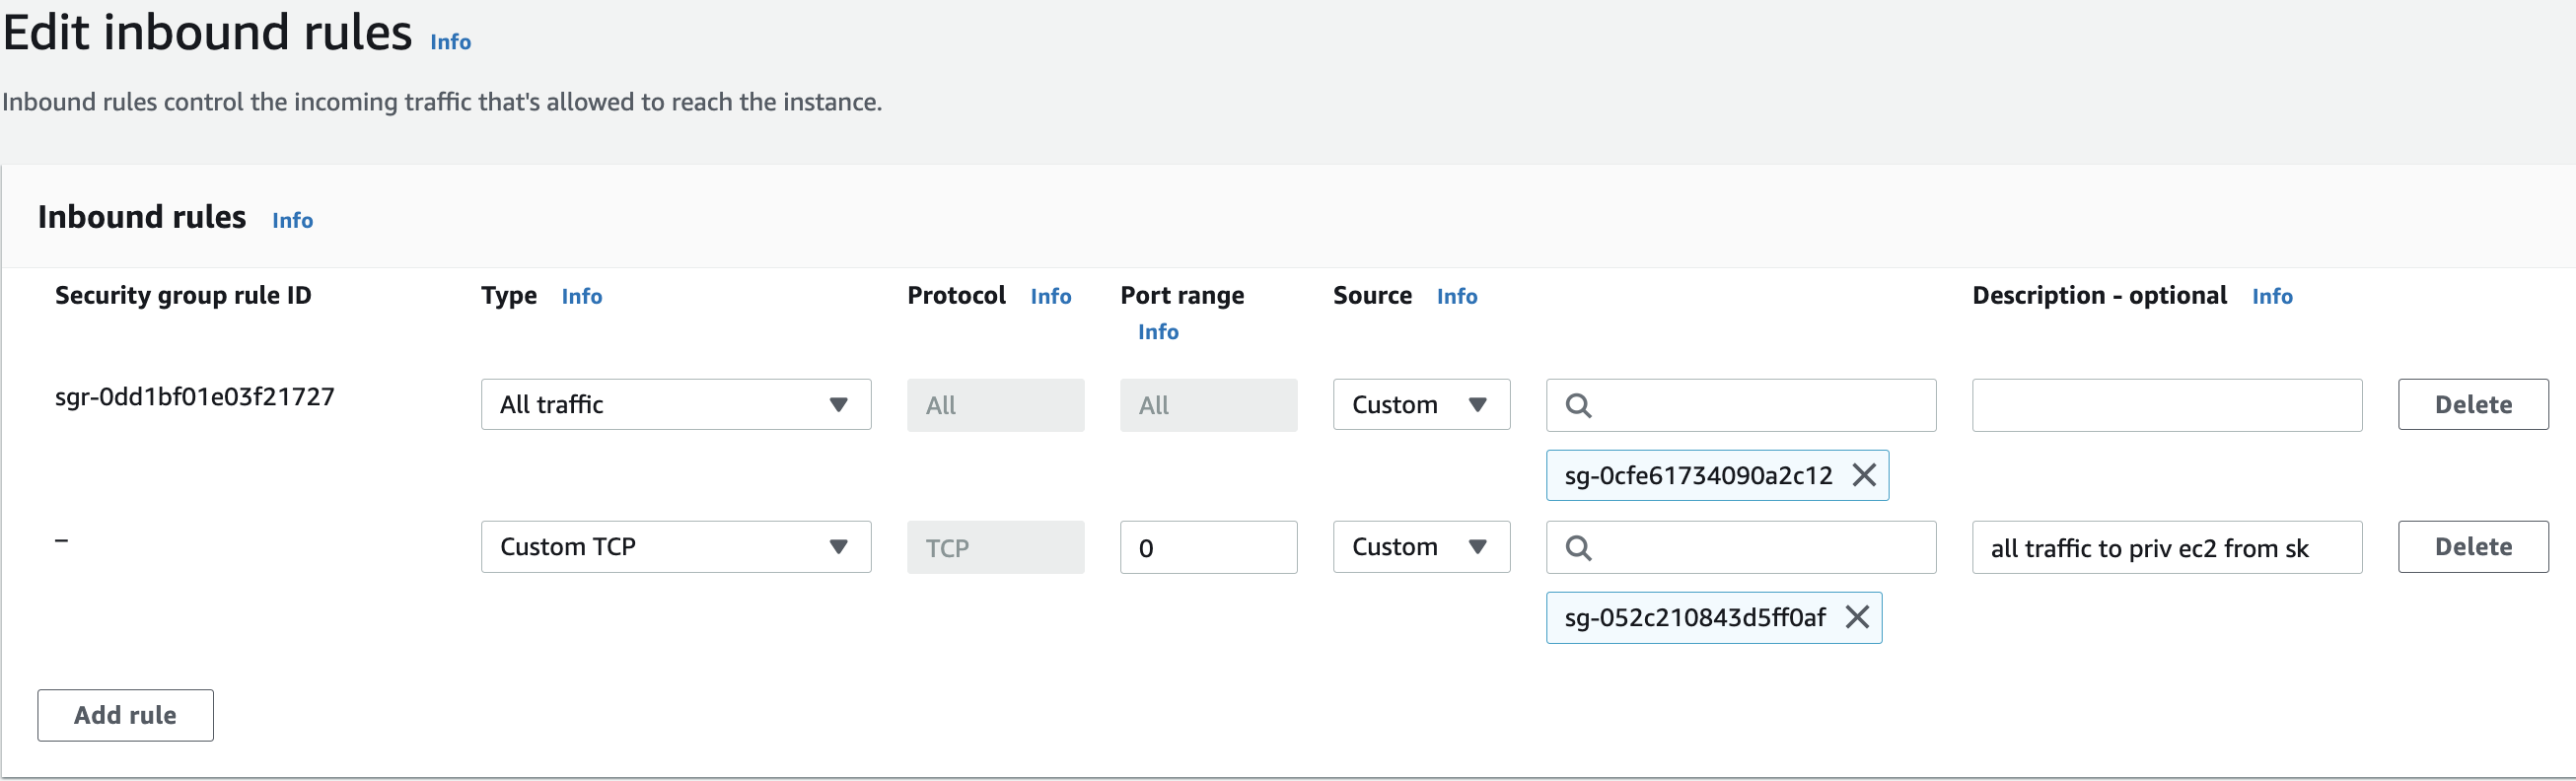 Edit inbound rules Info
Inbound rules control the incoming traffic that's allowed to reach the instance.
Inbound rules Info
Security group rule ID Type Info Protocol Info Port range Info Source Info Description - optional Info
sgr-0dd1bf01e03f21727 All traffic All All Custom Delete
sg-0cfe61734090a2c12
– Custom TCP TCP 0 Custom all traffic to priv ec2 from sk Delete
sg-052c210843d5ff0af
Add rule